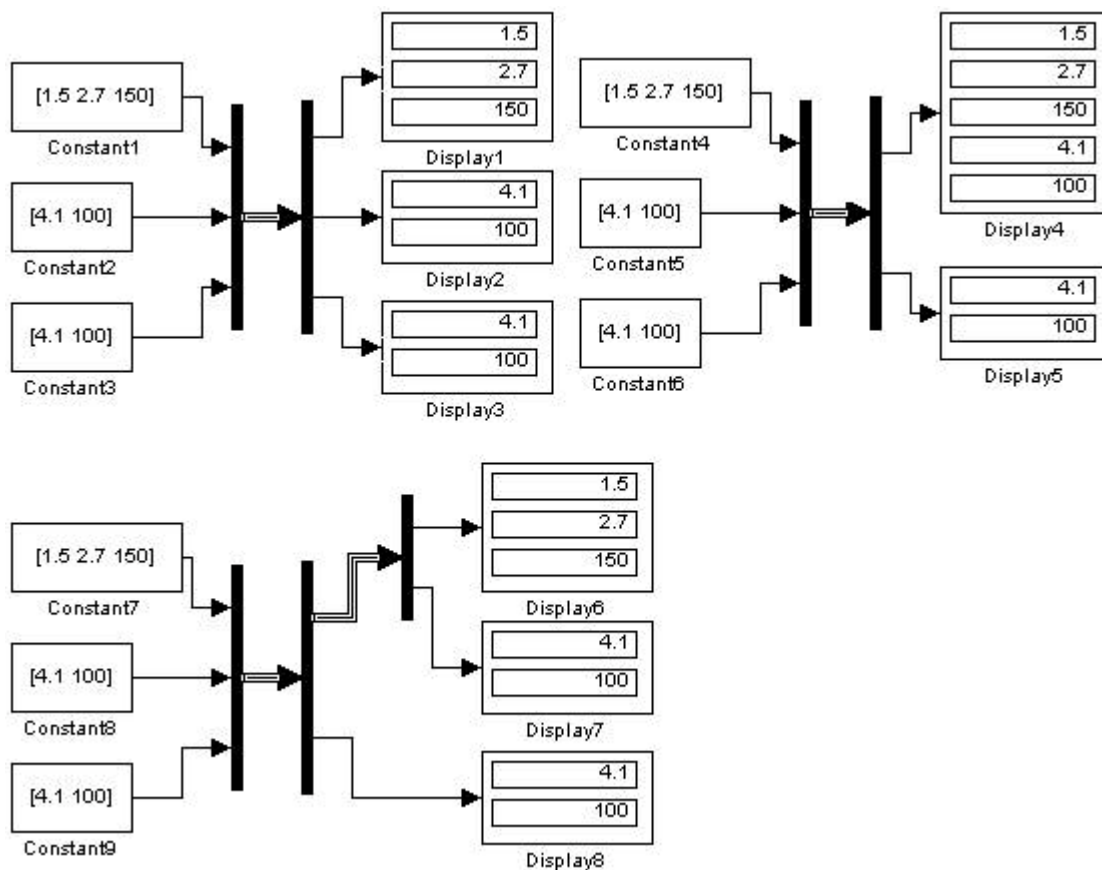 1.5
2.7
150
Display1
[1.5 2.7 150]
Constant1
[4.1 100]
Constant2
4.1
100
Display2
[4.1 100]
Constant3
4.1
100
Display3
1.5
2.7
150
4.1
100
Display4
[1.5 2.7 150]
Constant4
[4.1 100]
Constant5
[4.1 100]
Constant6
4.1
100
Display5
1.5
2.7
150
Display6
[1.5 2.7 150]
Constant7
[4.1 100]
Constant8
4.1
100
Display7
[4.1 100]
Constant9
4.1
100
Display8